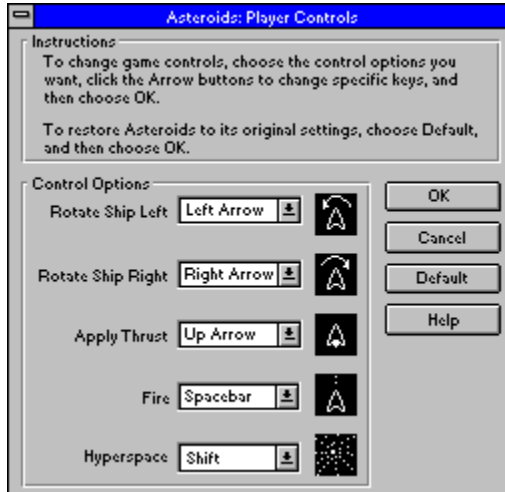 Asteroids: Player Controls
Instructions
To change game controls, choose the control options you
want, click the Arrow buttons to change specific keys, and
then choose OK.
To restore Asteroids to its original settings, choose Default,
and then choose OK.
Control Options
Rotate Ship Left Left Arrow
Rotate Ship Right Right Arrow
Apply Thrust Up Arrow
Fire Spacebar
Hyperspace Shift
OK
Cancel
Default
Help